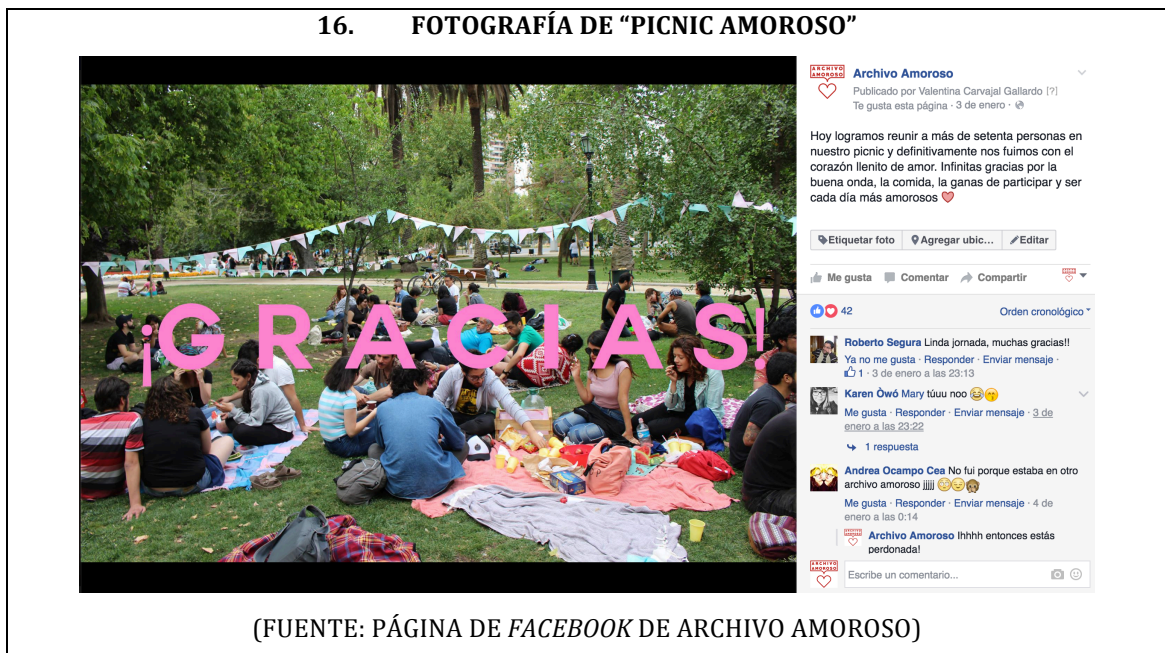 16. FOTOGRAFÍA DE “PICNIC AMOROSO”
¡GRACIAS!
ARCHIVO
AMOROSO
Archivo Amoroso
Publicado por Valentina Carvajal Gallardo [?]
Te gusta esta página · 3 de enero ·
Hoy logramos reunir a más de setenta personas en
nuestro picnic y definitivamente nos fuimos con el
corazón llenito de amor. Infinitas gracias por la
buena onda, la comida, la ganas de participar y ser
cada día más amorosos
Etiquetar foto Agregar ubic... Editar
Me gusta Comentar Compartir
42 Orden cronológico
Roberto Segura Linda jornada, muchas gracias!!
Ya no me gusta · Responder · Enviar mensaje ·
1 · 3 de enero a las 23:13
Karen Òwó Mary túuu noo
Me gusta · Responder · Enviar mensaje · 3 de
enero a las 23:22
1 respuesta
Andrea Ocampo Cea No fui porque estaba en otro
archivo amoroso jjjjj
Me gusta · Responder · Enviar mensaje · 4 de
enero a las 0:14
Archivo Amoroso Ihhhh entonces estás
perdonada!
ARCHIVO
AMOROSO
Escribe un comentario...
(FUENTE: PÁGINA DE FACEBOOK DE ARCHIVO AMOROSO)